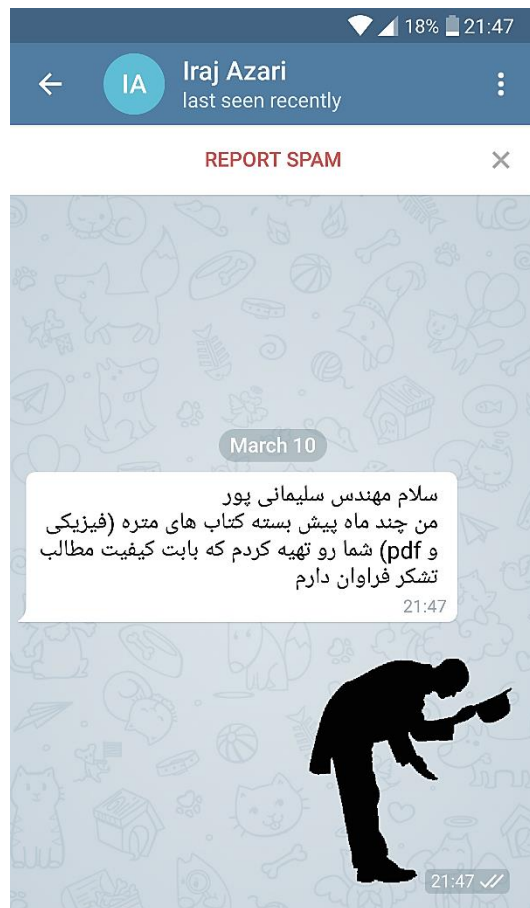 18% 21:47
IA
Iraj Azari
last seen recently
REPORT SPAM
March 10
سلام مهندس سلیمانی پور
من چند ماه پیش بسته کتاب های متره (فیزیکی
و pdf) شما رو تهیه کردم که بابت کیفیت مطالب
تشکر فراوان دارم
21:47
21:47